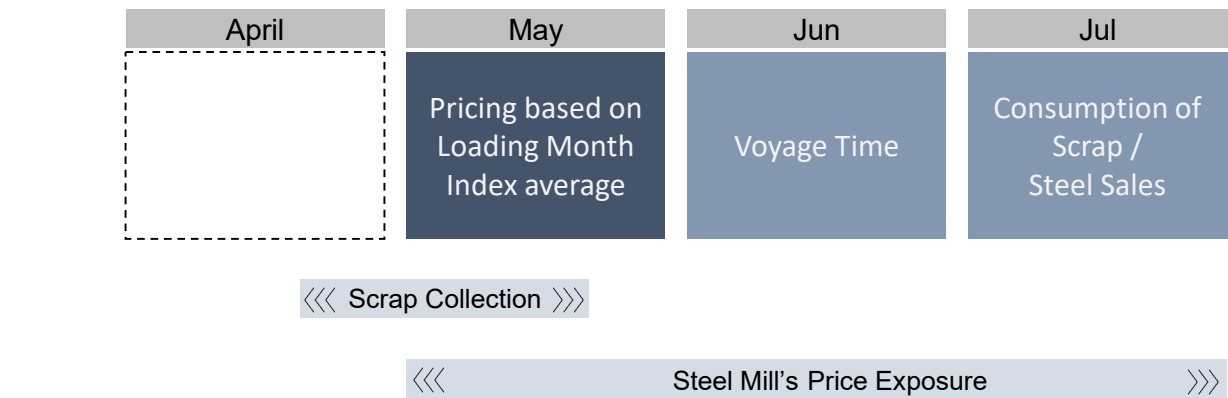 April
May
Jun
Jul
Pricing based on
Loading Month
Index average
Voyage Time
Consumption of
Scrap /
Steel Sales
Scrap Collection
Steel Mill's Price Exposure